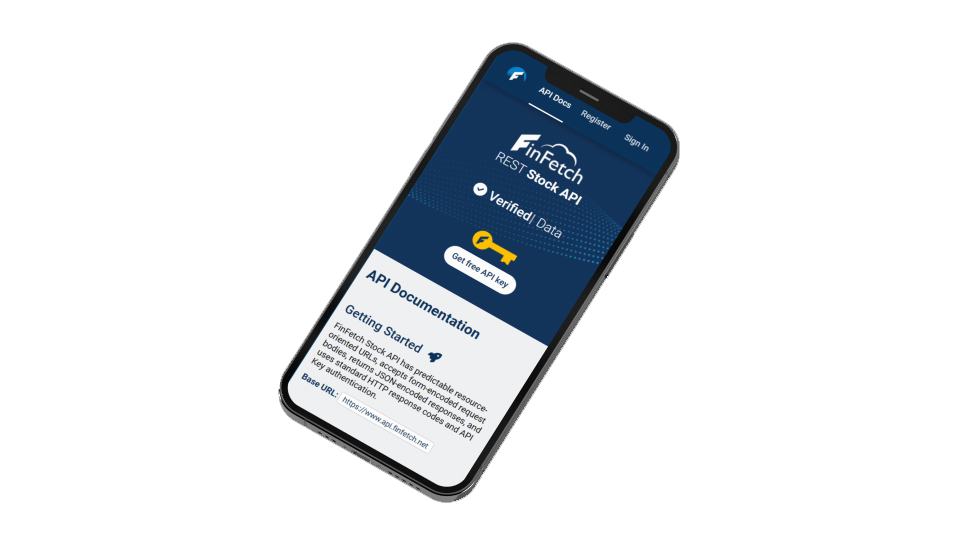 API Docs
Register
Sign In
FinFetch
REST Stock API
Verified| Data
Get free API key
API Documentation
Getting Started
FinFetch Stock API has predictable resource-
oriented URLs, accepts form-encoded request
bodies, returns JSON-encoded responses, and
uses standard HTTP response codes and API
Key authentication.
Base URL: https://www.api.finfetch.net